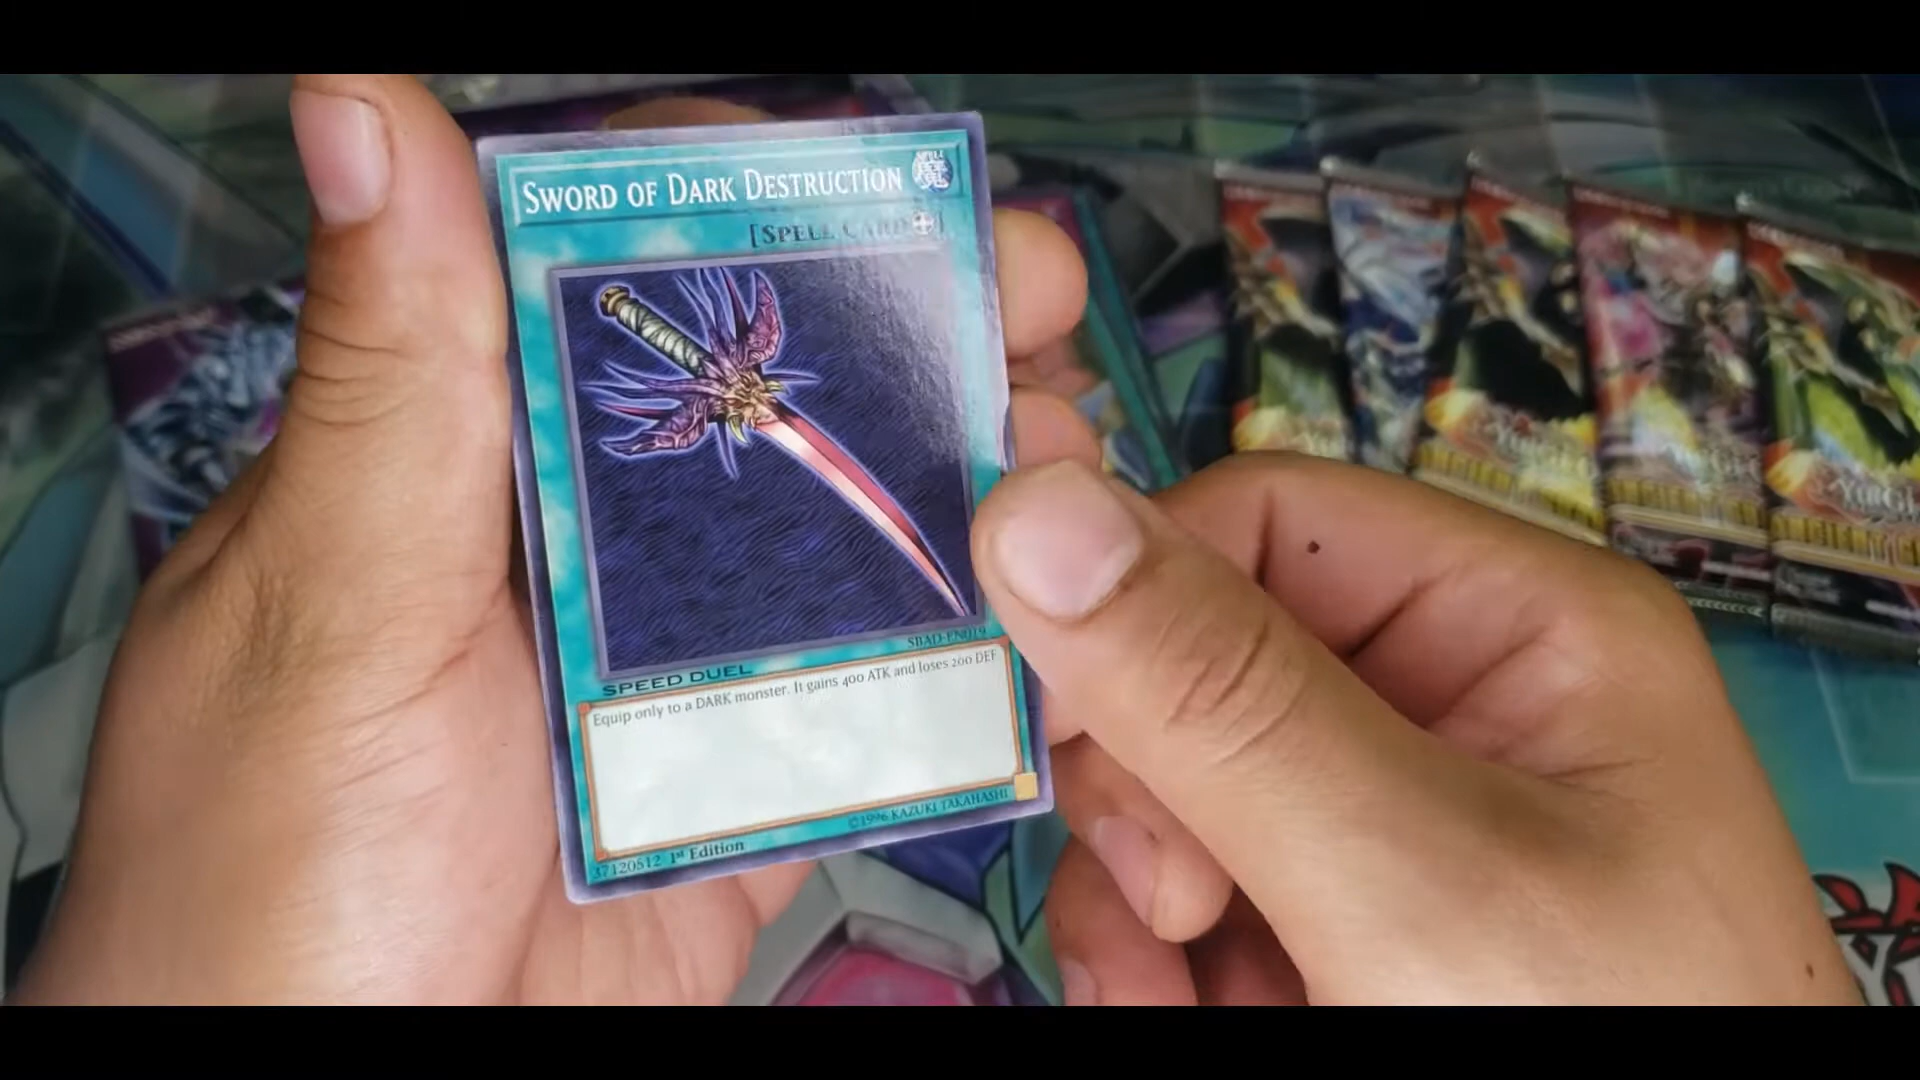 SWORD OF DARK DESTRUCTION
[SPELL CARD]
SBAD-EN019
SPEED DUEL
Equip only to a DARK monster. It gains 400 ATK and loses 200 DEF
©1996 KAZUKI TAKAHASHI
37120512 1st Edition